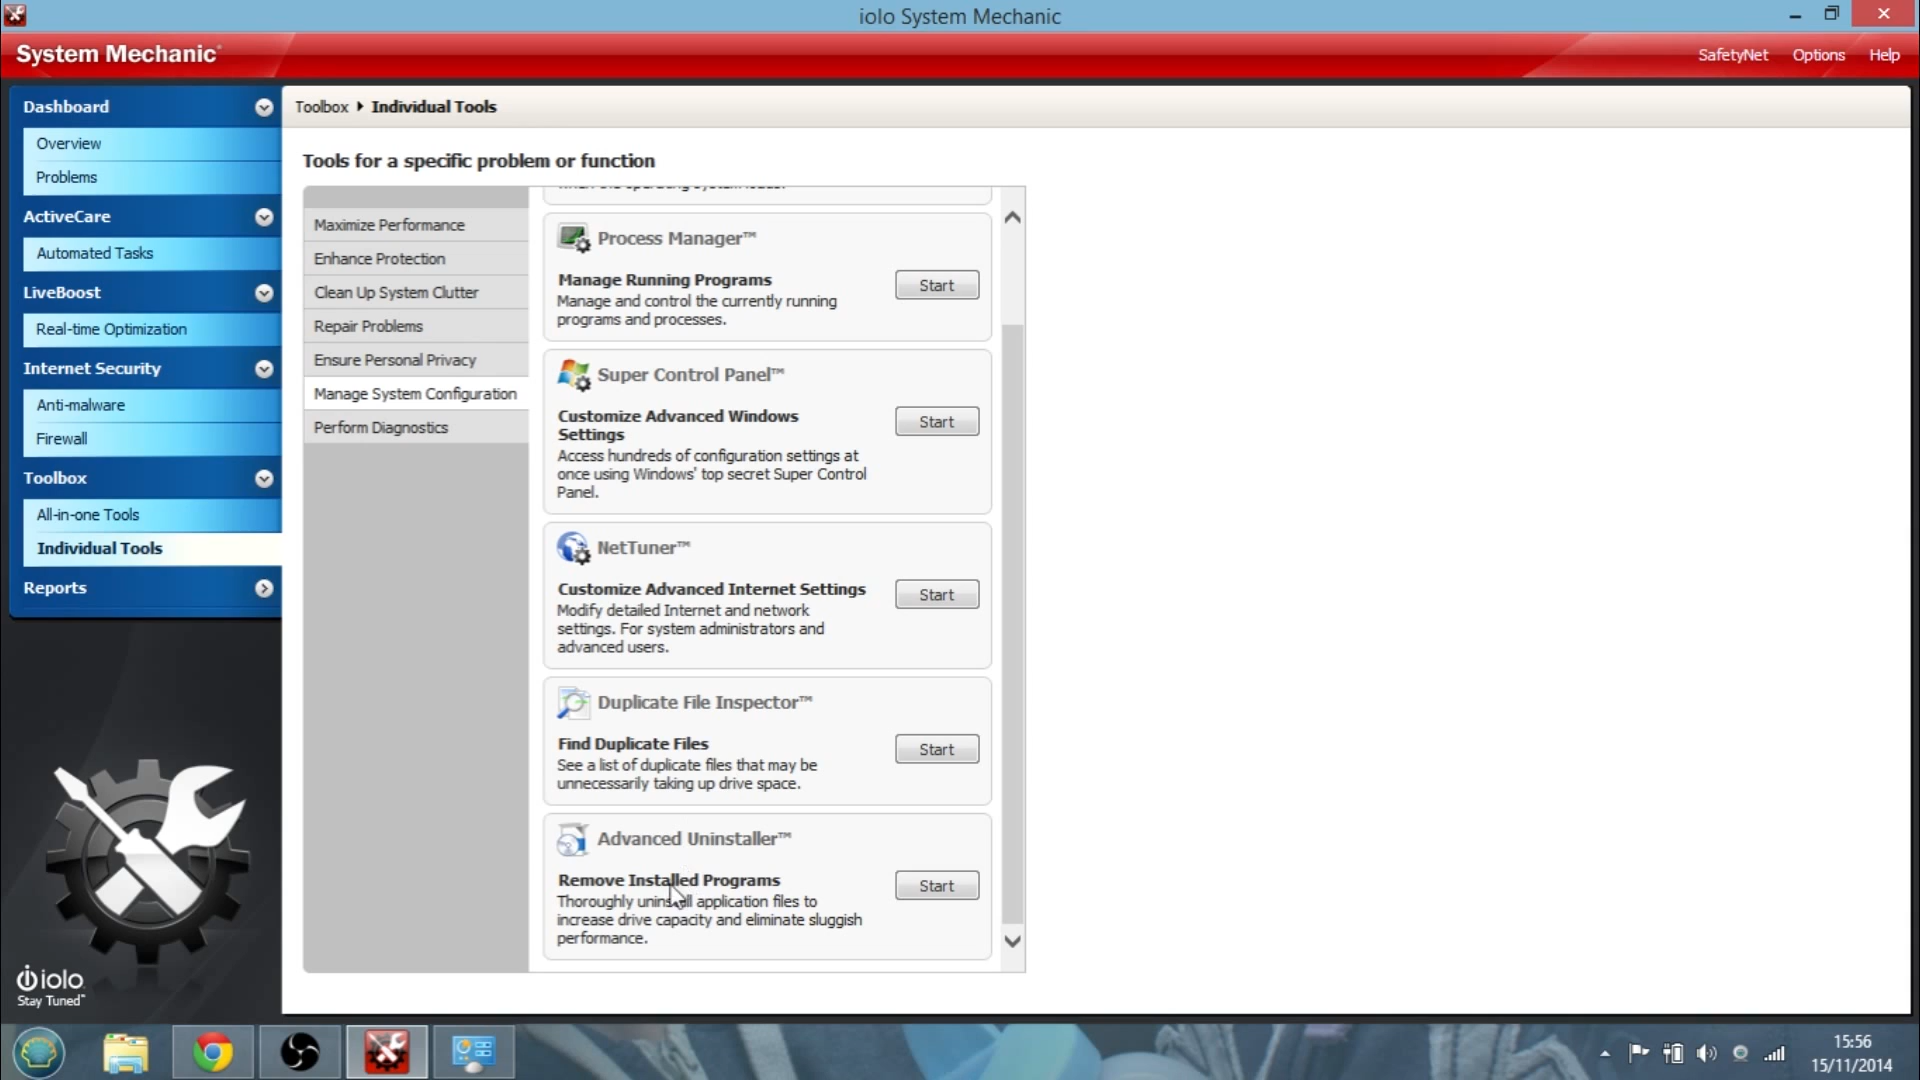 iolo System Mechanic
System Mechanic
SafetyNet Options Help
Dashboard
Overview
Problems
ActiveCare
Automated Tasks
LiveBoost
Real-time Optimization
Internet Security
Anti-malware
Firewall
Toolbox
All-in-one Tools
Individual Tools
Reports
iolo
Stay Tuned™
Toolbox Individual Tools
Tools for a specific problem or function
Maximize Performance
Enhance Protection
Clean Up System Clutter
Repair Problems
Ensure Personal Privacy
Manage System Configuration
Perform Diagnostics
Process Manager™
Manage Running Programs
Manage and control the currently running
programs and processes.
Start
Super Control Panel™
Customize Advanced Windows
Settings
Access hundreds of configuration settings at
once using Windows' top secret Super Control
Panel.
Start
NetTuner™
Customize Advanced Internet Settings
Modify detailed Internet and network
settings. For system administrators and
advanced users.
Start
Duplicate File Inspector™
Find Duplicate Files
See a list of duplicate files that may be
unnecessarily taking up drive space.
Start
Advanced Uninstaller™
Remove Installed Programs
Thoroughly uninstall application files to
increase drive capacity and eliminate sluggish
performance.
Start
15:56
15/11/2014